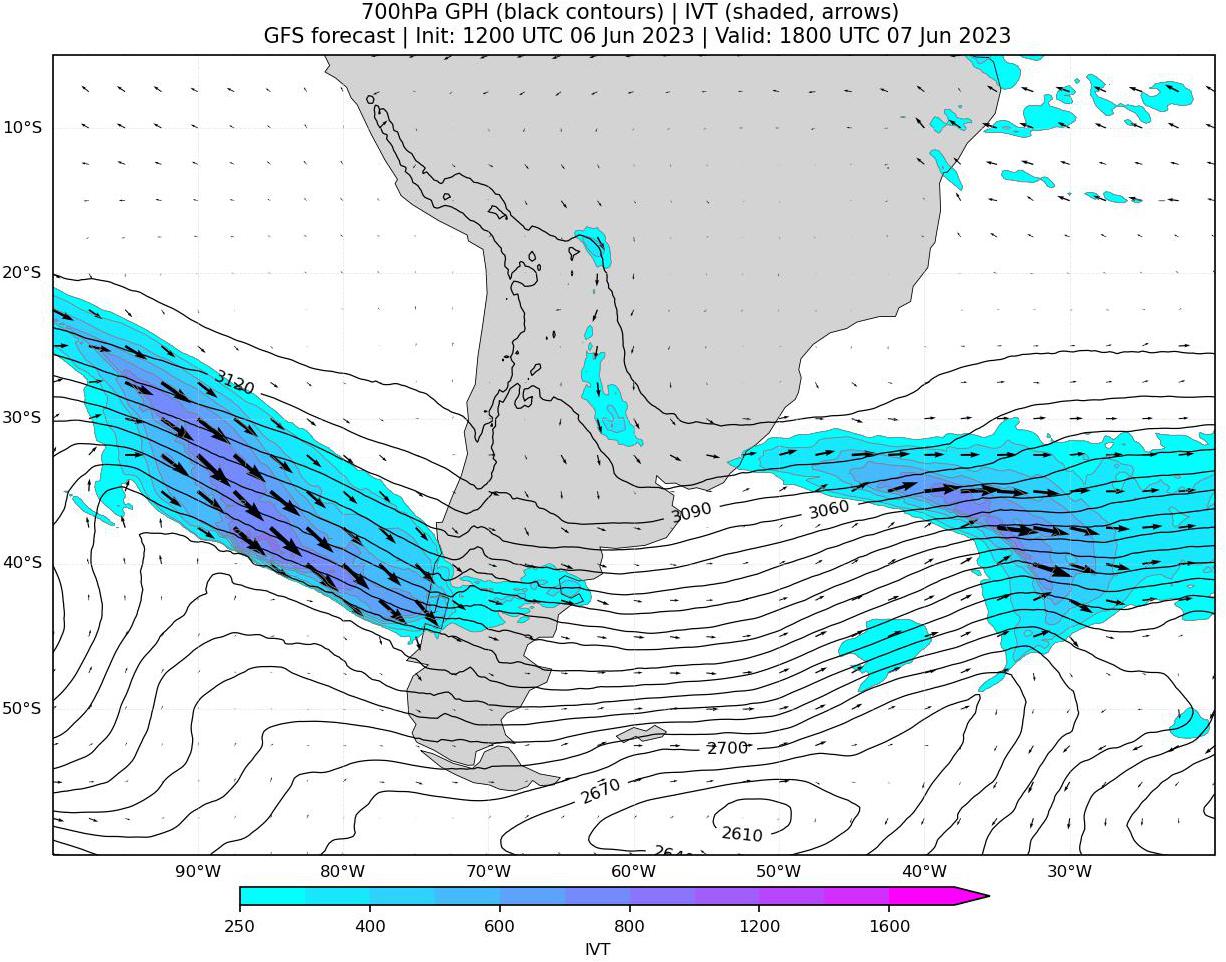 700hPa GPH (black contours) | IVT (shaded, arrows)
GFS forecast | Init: 1200 UTC 06 Jun 2023 | Valid: 1800 UTC 07 Jun 2023
10°S
20°S
3120
30°S
3090
3060
40°S
50°S
2700
2670
2610
90°W 80°W 70°W 60°W 50°W 40°W 30°W
250 400 600 800 1200 1600
IVT